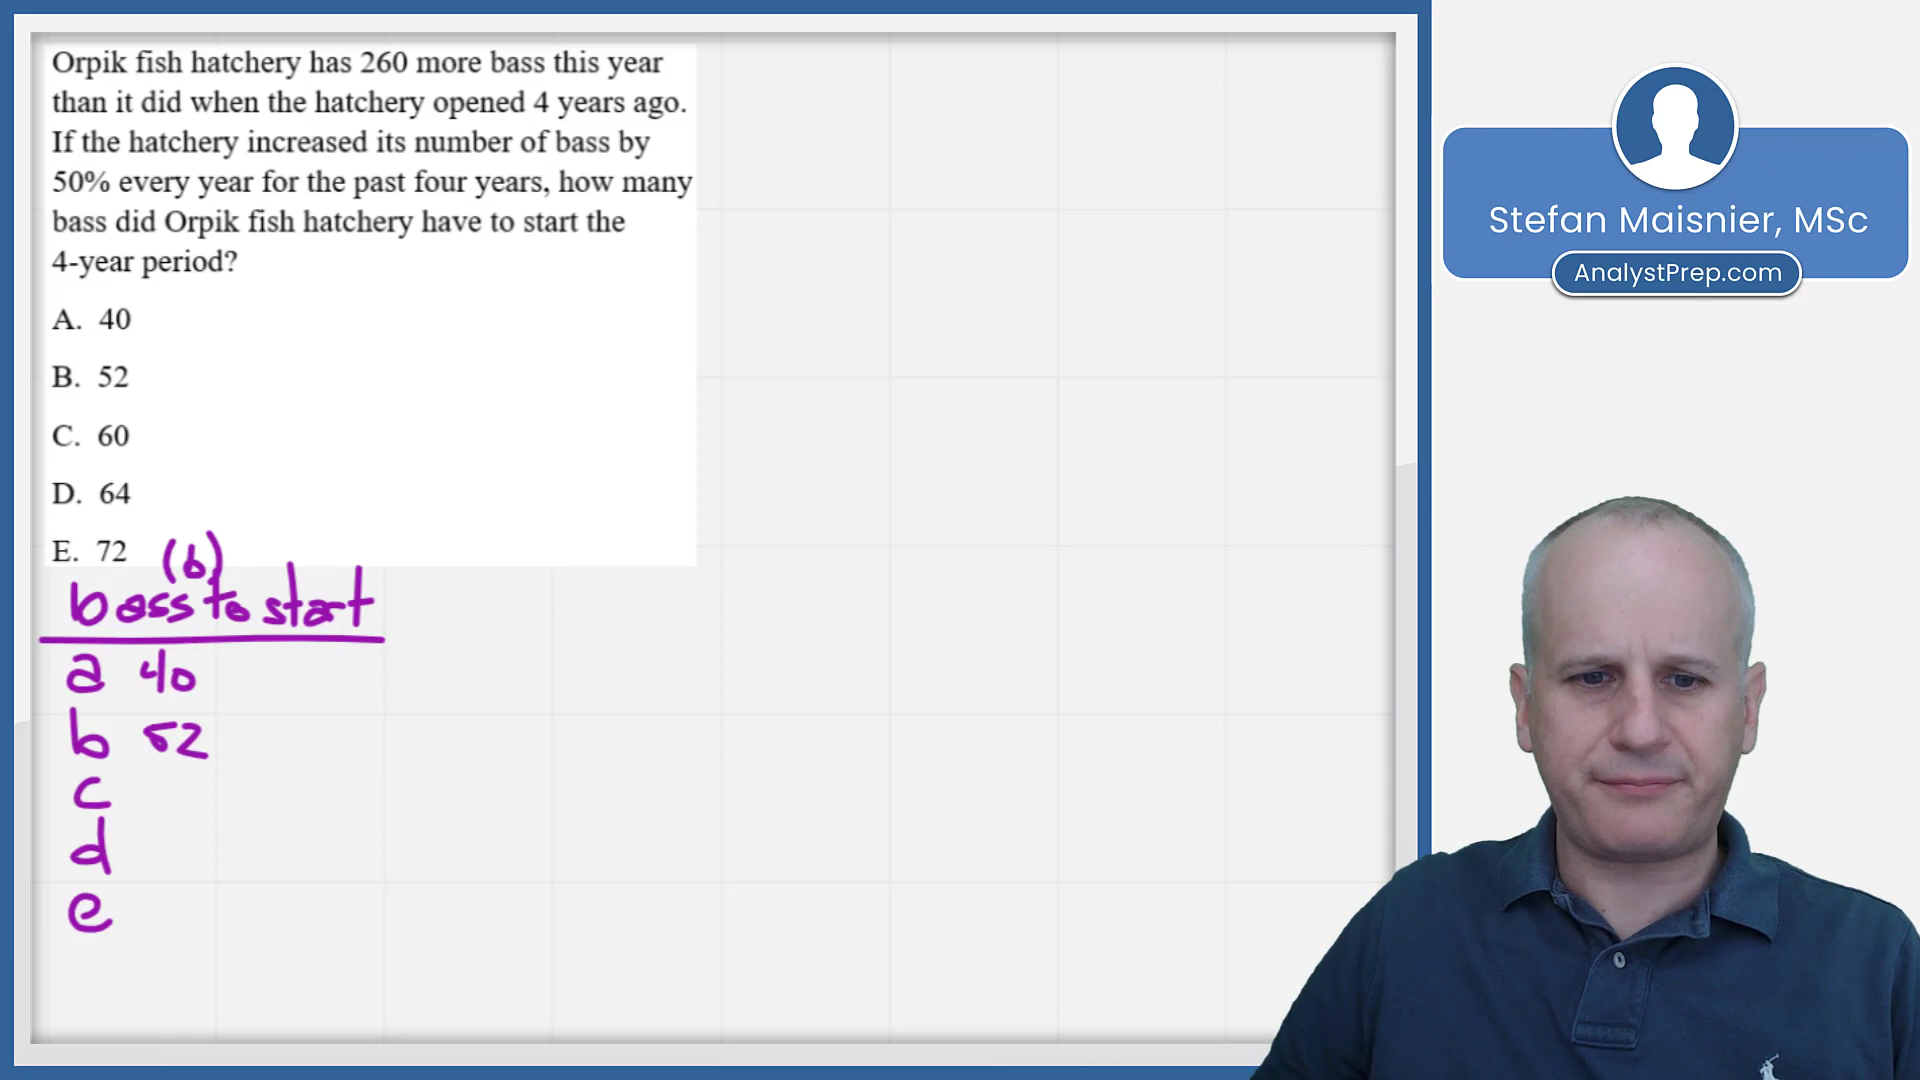 Orpik fish hatchery has 260 more bass this year
than it did when the hatchery opened 4 years ago.
If the hatchery increased its number of bass by
50% every year for the past four years, how many
bass did Orpik fish hatchery have to start the
4-year period?
A. 40
B. 52
C. 60
D. 64
E. 72
(b)
bass to start
a 40
b 52
c
d
e
Stefan Maisnier, MSc
AnalystPrep.com